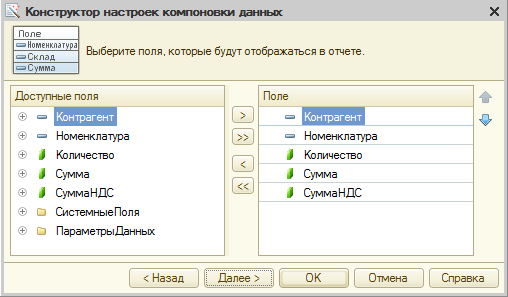 Конструктор настроек компоновки данных
Поле
Номенклатура
Склад
Сумма
Выберите поля, которые будут отображаться в отчете.
Доступные поля
Контрагент
Номенклатура
Количество
Сумма
СуммаНДС
СистемныеПоля
ПараметрыДанных
>
>>
<
<<
Поле
Контрагент
Номенклатура
Количество
Сумма
СуммаНДС
< Назад Далее > ОК Отмена Справка